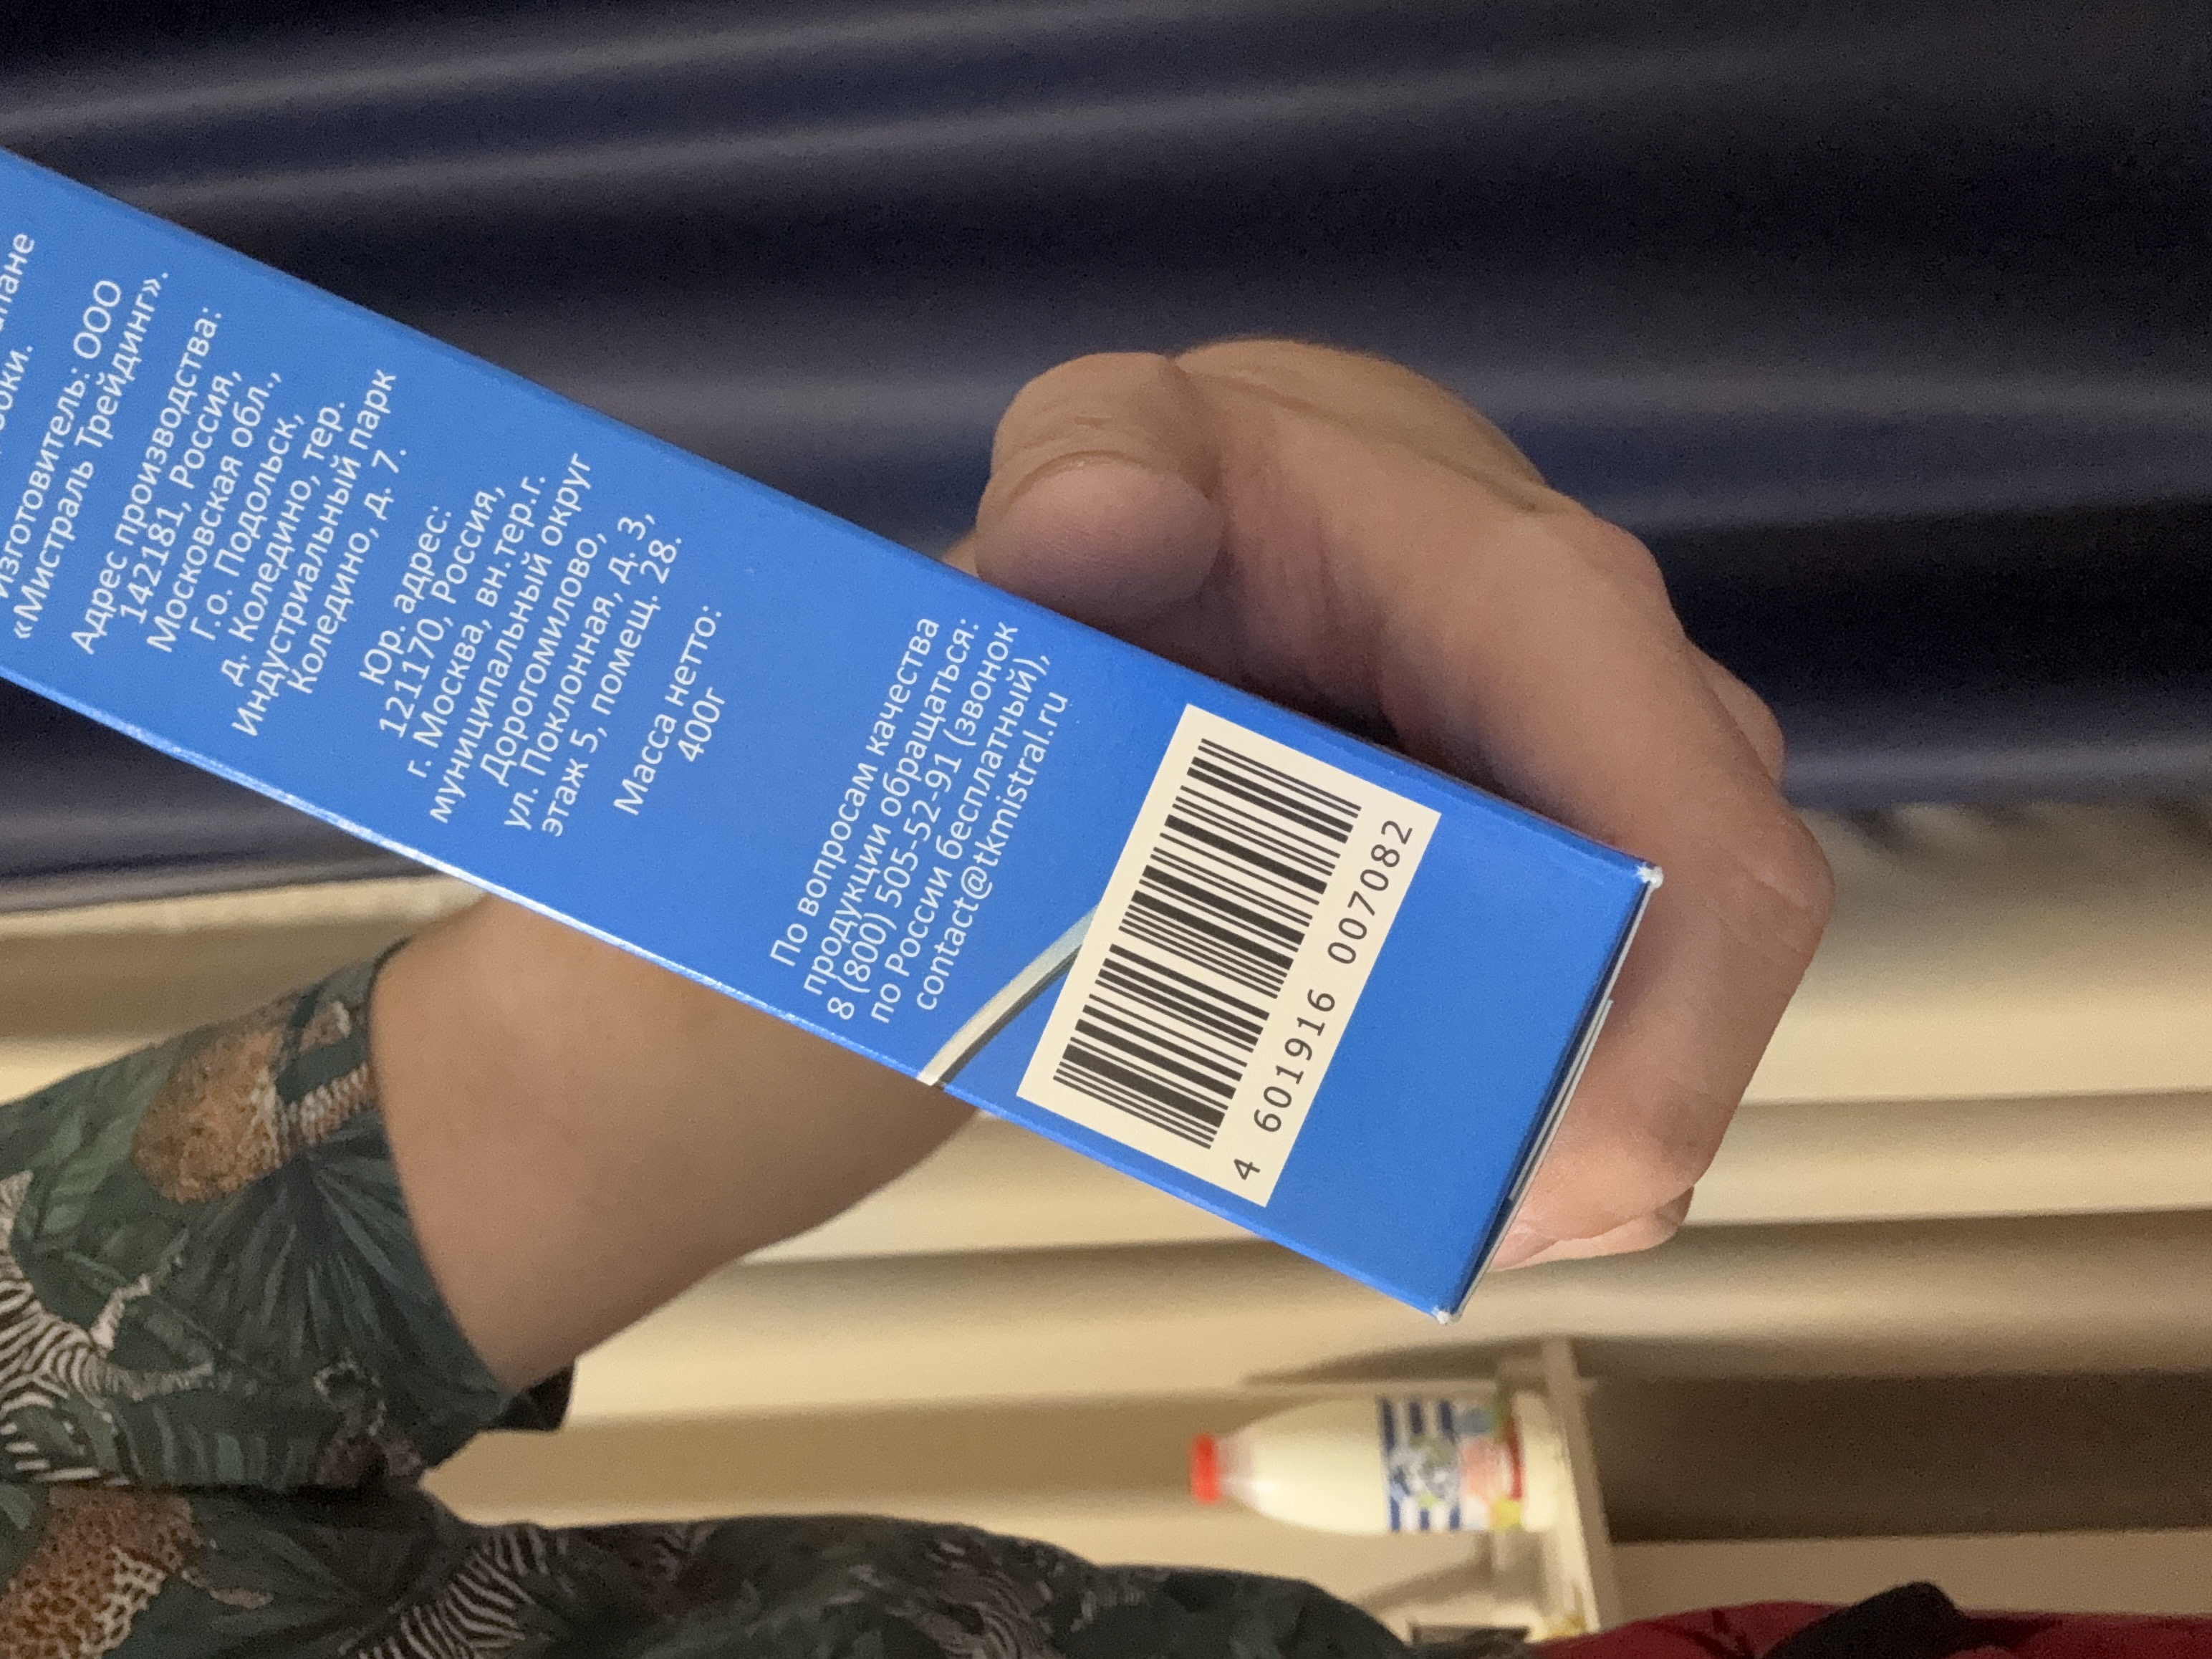 Изготовитель: ООО
«Мистраль Трейдинг».
Адрес производства:
142181, Россия,
Московская обл.,
Г.о. Подольск,
д. Коледино, тер.
Индустриальный парк
Коледино, д. 7.
Юр. адрес:
121170, Россия,
г. Москва, вн.тер.г.
муниципальный округ
Дорогомилово,
ул. Поклонная, д. 3,
этаж 5, помещ. 28.
Масса нетто:
400г
По вопросам качества
продукции обращаться:
8 (800) 505-52-91 (звонок
по России бесплатный),
contact@tkmistral.ru
4 601916 007082